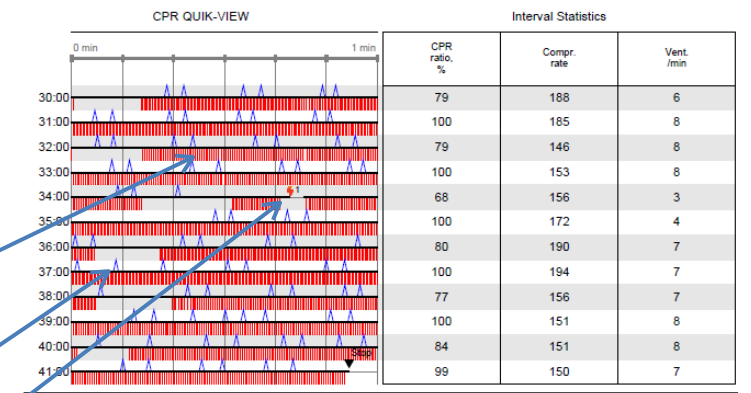 CPR QUIK-VIEW Interval Statistics
0 min 1 min CPR ratio, % Compr. rate Vent. /min
30:00 79 188 6
31:00 100 185 8
32:00 79 146 8
33:00 100 153 8
1
34:00 68 156 3
35:00 100 172 4
36:00 80 190 7
37:00 100 194 7
38:00 77 156 7
39:00 100 151 8
40:00 84 151 8
Stop
41:00 99 150 7